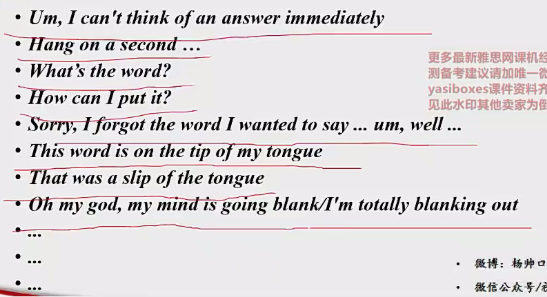 • Um, I can't think of an answer immediately
• Hang on a second …
• What's the word?
• How can I put it?
• Sorry, I forgot the word I wanted to say ... um, well ...
• This word is on the tip of my tongue
• That was a slip of the tongue
• Oh my god, my mind is going blank/I'm totally blanking out
• ...
• ...
• ...
更多最新雅思网课机经
测备考建议请加唯一微
yasiboxes课件资料齐
见此水印其他卖家为倒
• 微博：杨帅口
• 微信公众号/